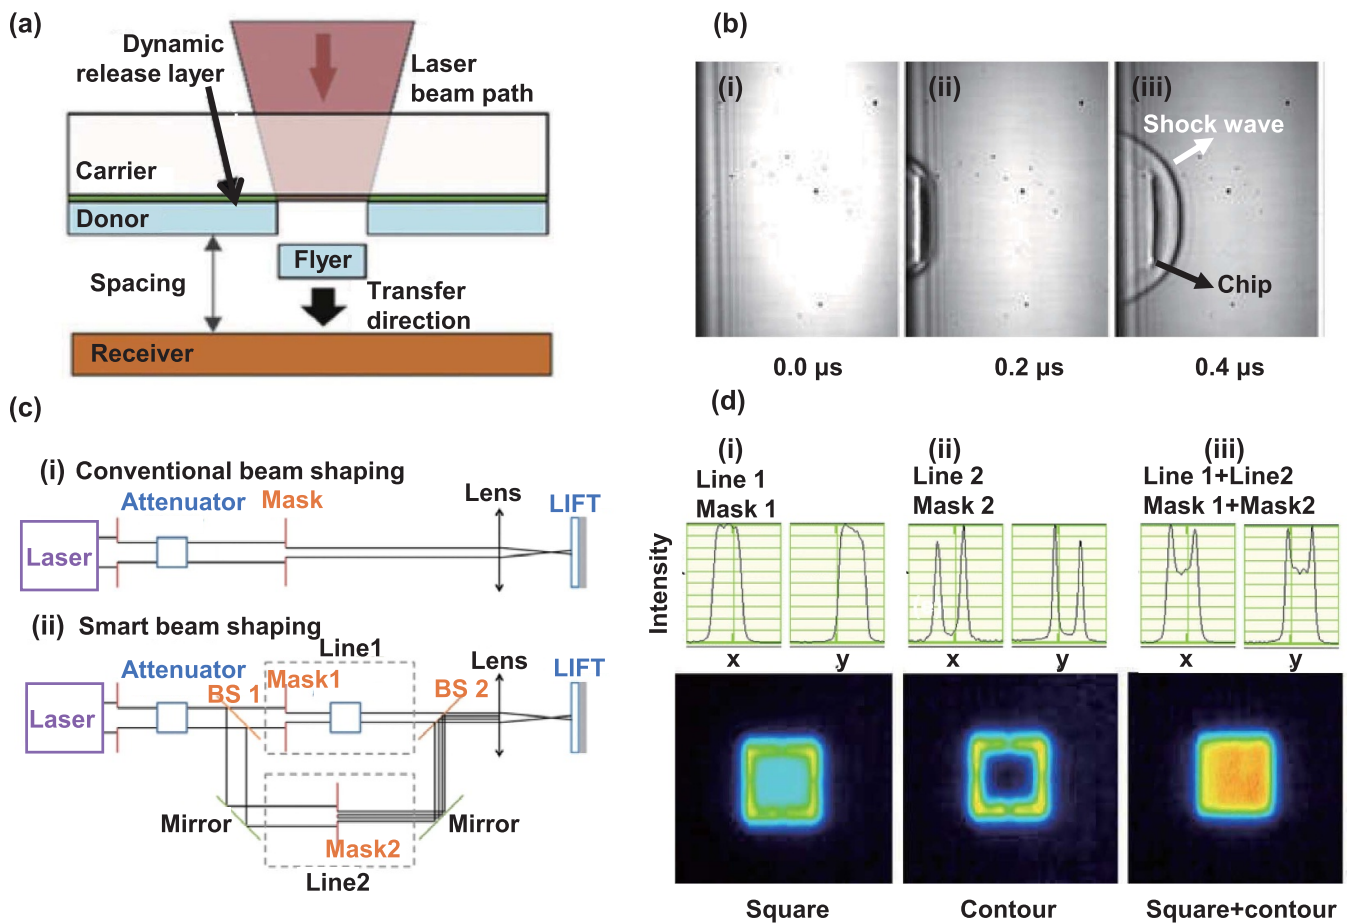 (a)
Dynamic
release layer
Laser
beam path
Carrier
Donor
Flyer
Spacing
Transfer
direction
Receiver
(b)
(i)
(ii)
(iii)
Shock wave
Chip
0.0 μs
0.2 μs
0.4 μs
(c)
(i) Conventional beam shaping
Attenuator
Mask
Lens
LIFT
Laser
(ii) Smart beam shaping
Line1
Attenuator
Mask1
BS 1
BS 2
Lens
LIFT
Laser
Mirror
Mirror
Mask2
Line2
(d)
(i)
Line 1
Mask 1
(ii)
Line 2
Mask 2
(iii)
Line 1+Line2
Mask 1+Mask2
Intensity
x
y
x
y
x
y
Square
Contour
Square+contour